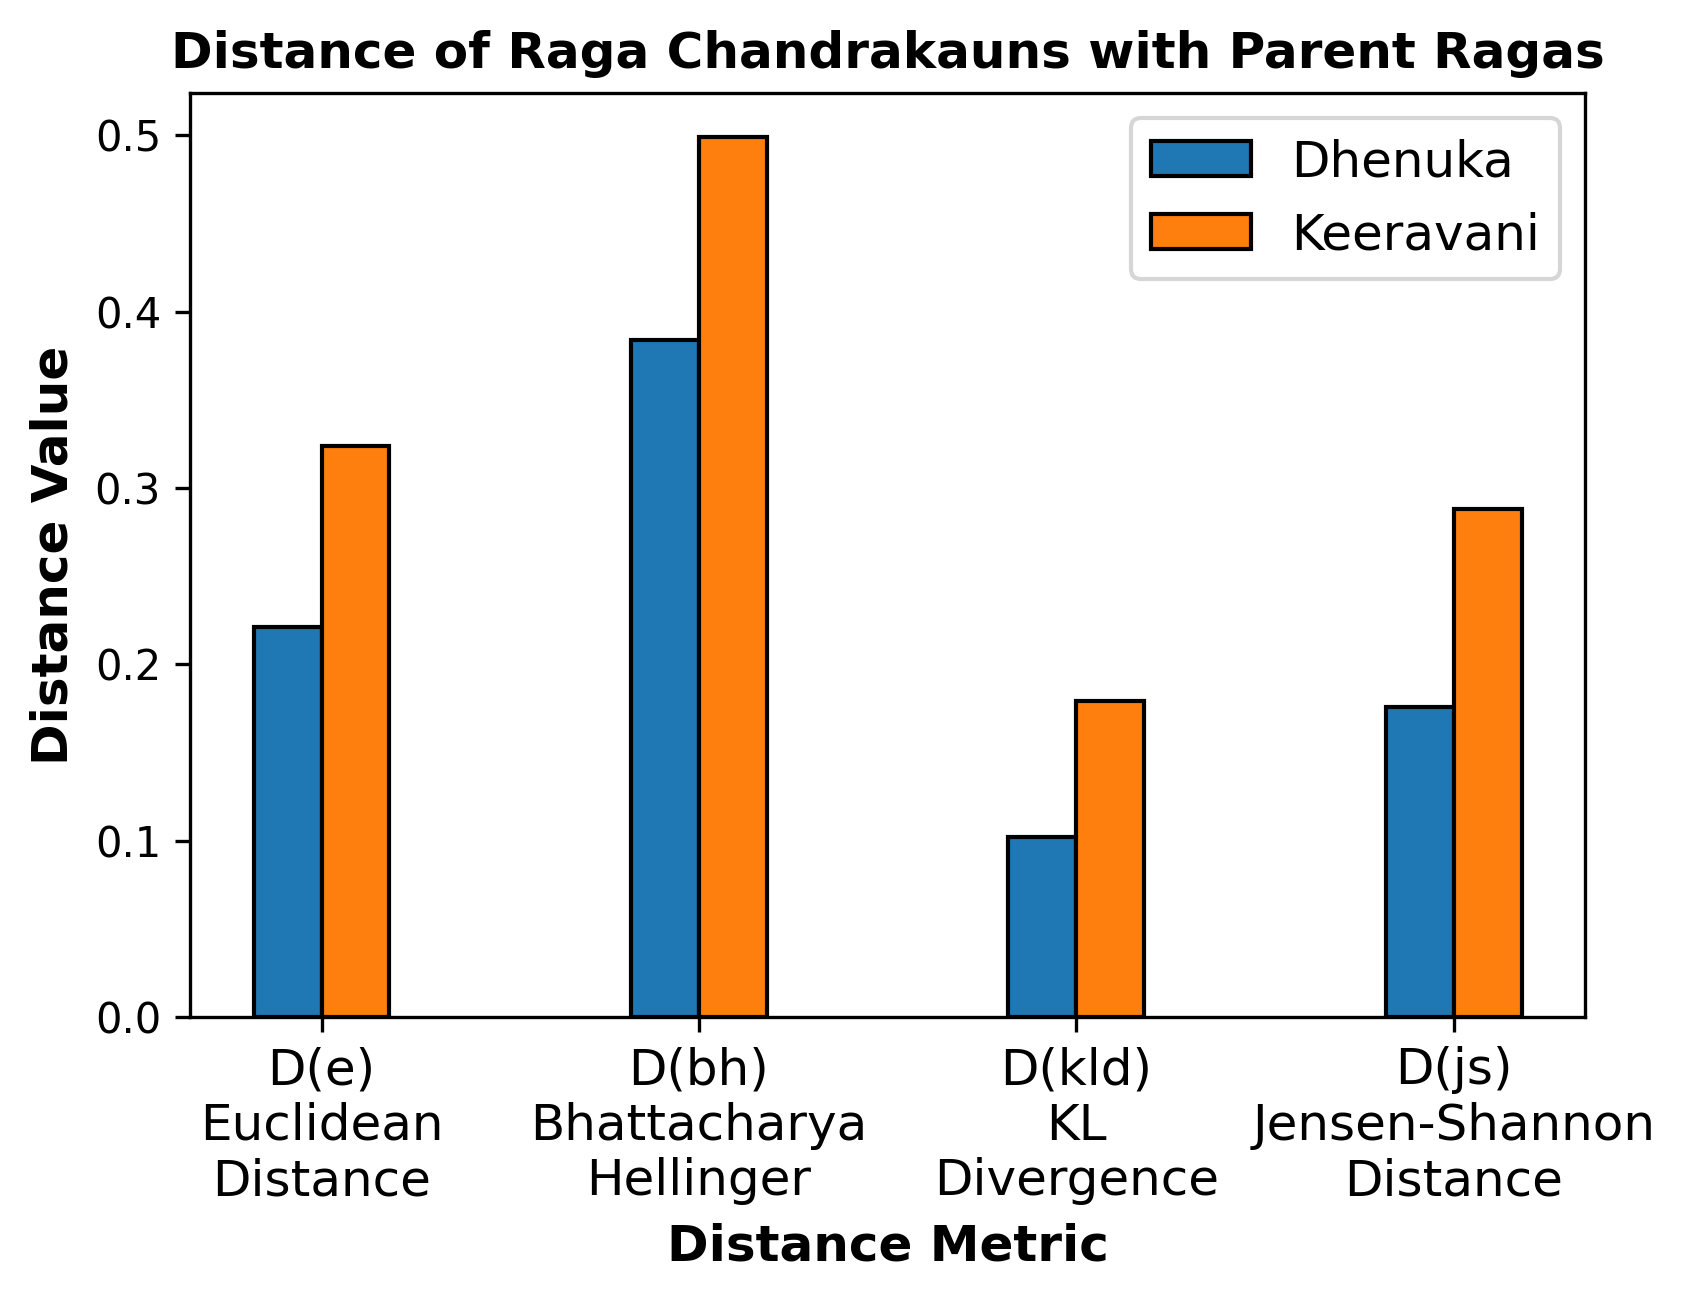 Distance of Raga Chandrakauns with Parent Ragas
Dhenuka
Keeravani
Distance Value
0.5
0.4
0.3
0.2
0.1
0.0
D(e)
Euclidean
Distance
D(bh)
Bhattacharya
Hellinger
D(kld)
KL
Divergence
D(js)
Jensen-Shannon
Distance
Distance Metric